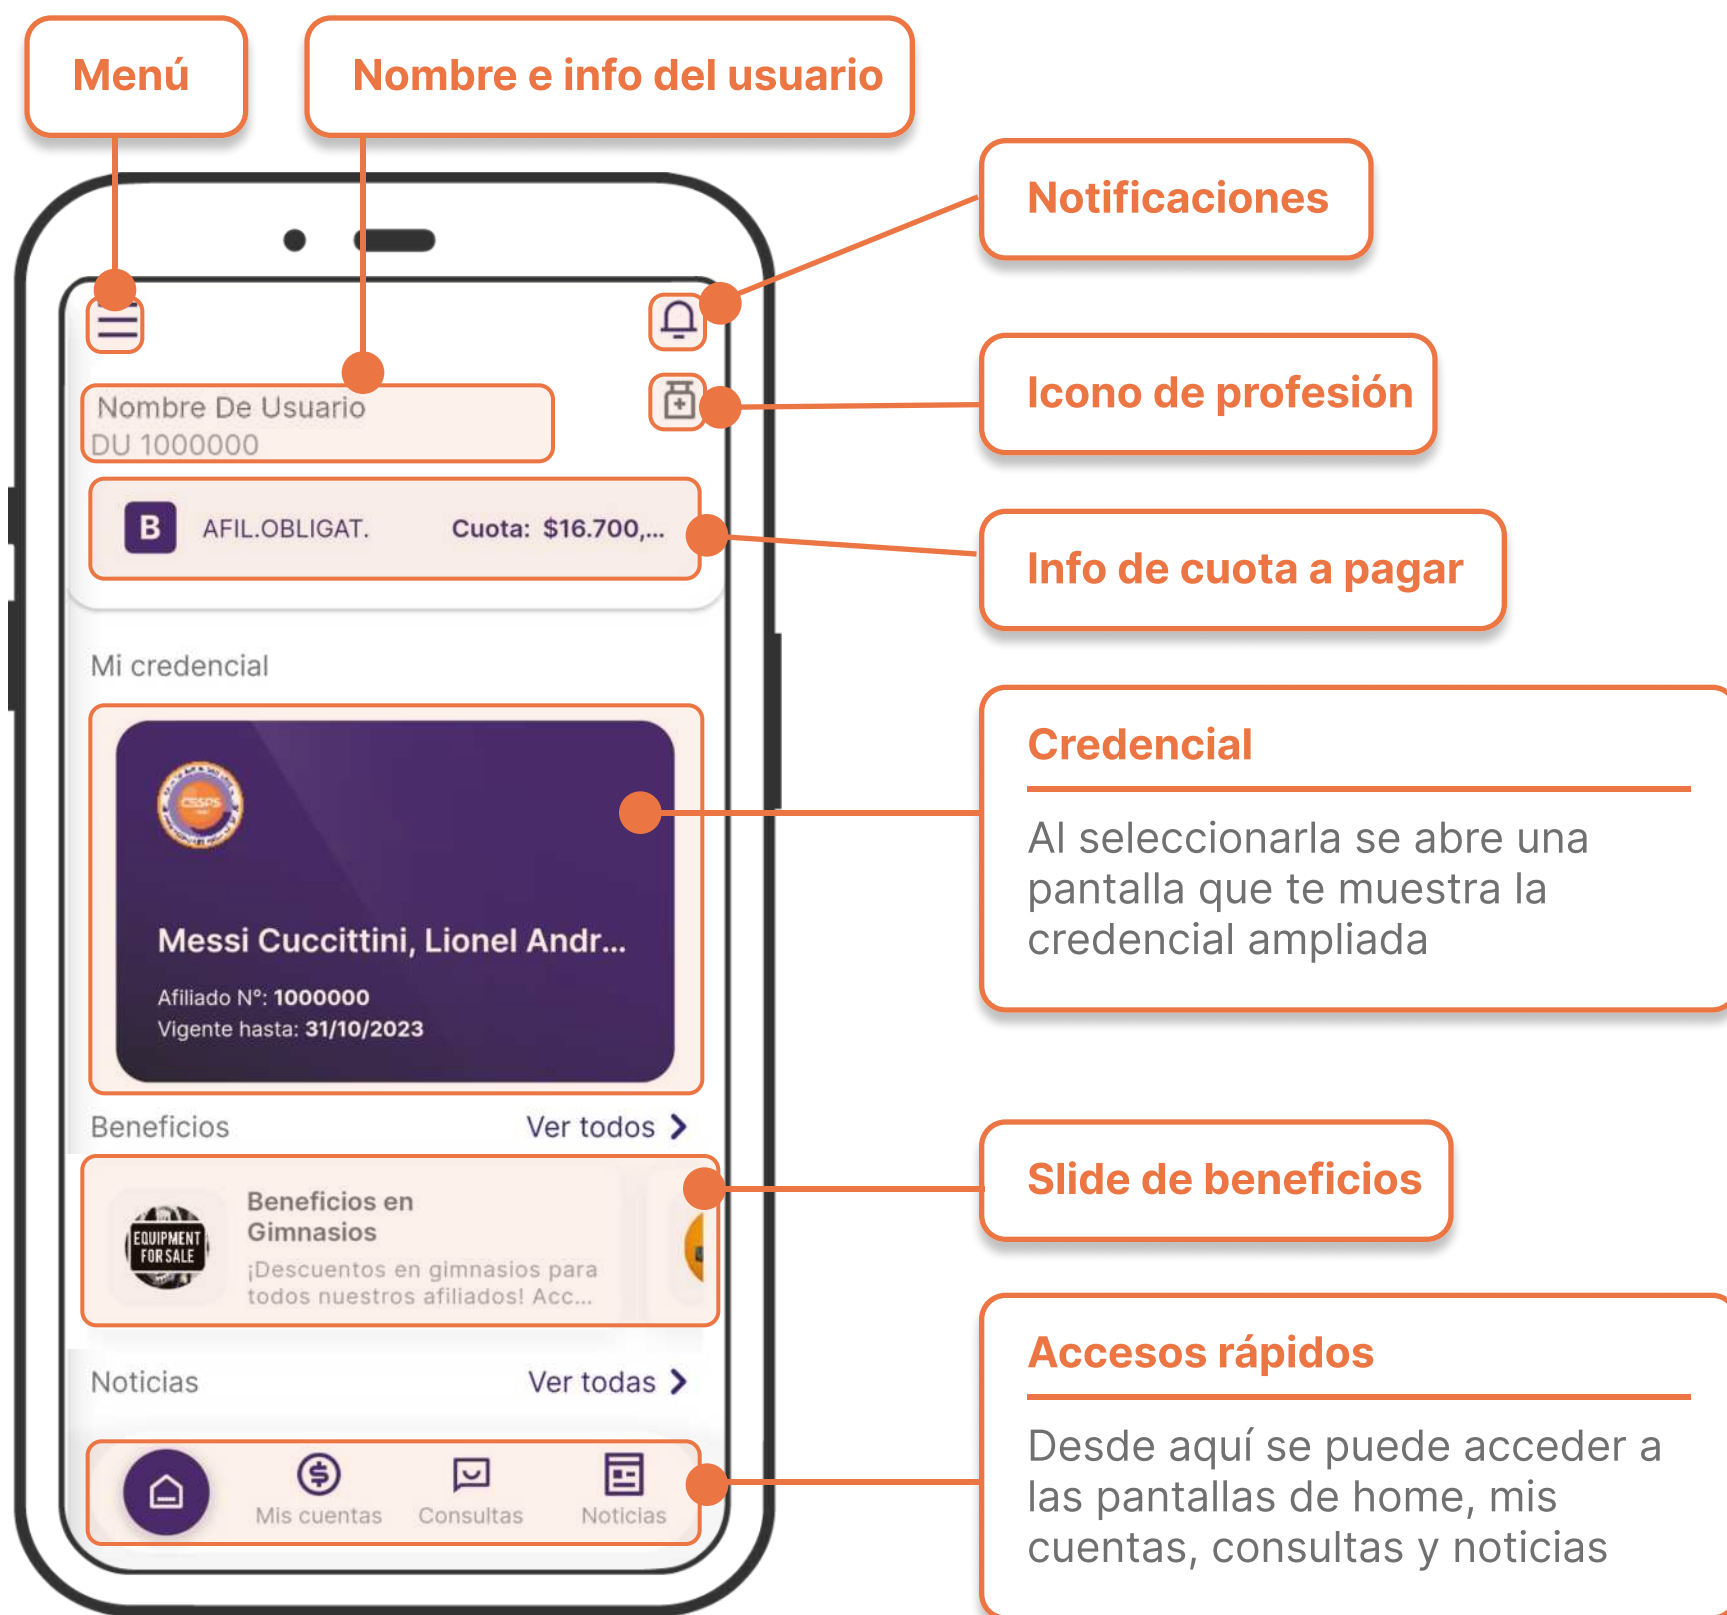 Menú
Nombre e info del usuario
Notificaciones
Icono de profesión
Nombre De Usuario
DU 1000000
B AFIL.OBLIGAT. Cuota: $16.700,...
Info de cuota a pagar
Mi credencial
CSSPS
Messi Cuccittini, Lionel Andr...
Afiliado N°: 1000000
Vigente hasta: 31/10/2023
Credencial
Al seleccionarla se abre una
pantalla que te muestra la
credencial ampliada
Beneficios Ver todos
EQUIPMENT
FOR SALE
Beneficios en
Gimnasios
¡Descuentos en gimnasios para
todos nuestros afiliados! Acc...
Slide de beneficios
Noticias Ver todas
Mis cuentas Consultas Noticias
Accesos rápidos
Desde aquí se puede acceder a
las pantallas de home, mis
cuentas, consultas y noticias